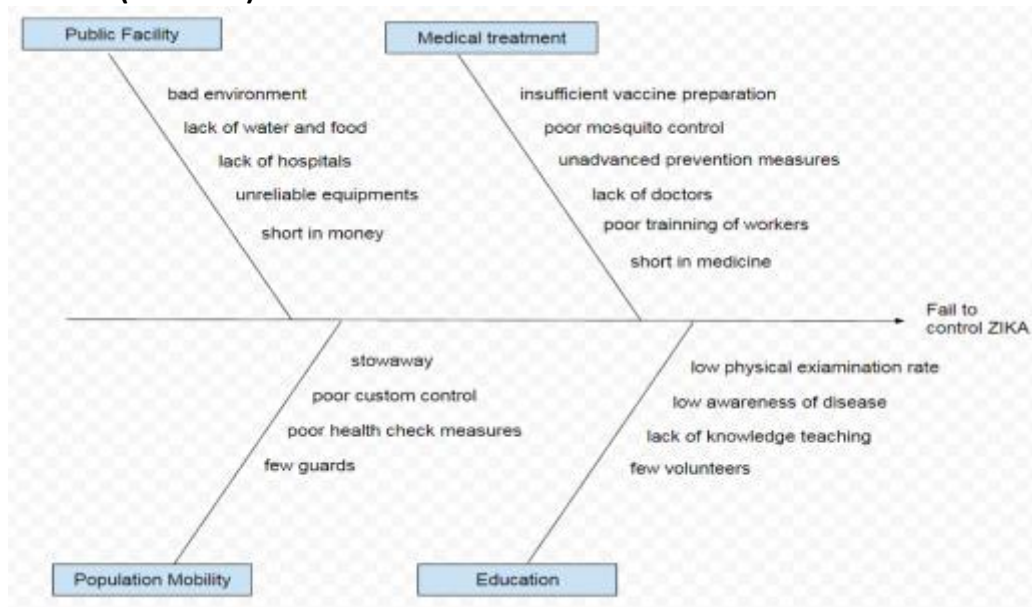 Public Facility
Medical treatment
bad environment
lack of water and food
lack of hospitals
unreliable equipments
short in money
insufficient vaccine preparation
poor mosquito control
unadvanced prevention measures
lack of doctors
poor trainning of workers
short in medicine
Fail to
control ZIKA
stowaway
poor custom control
poor health check measures
few guards
low physical exiamination rate
low awareness of disease
lack of knowledge teaching
few volunteers
Population Mobility
Education